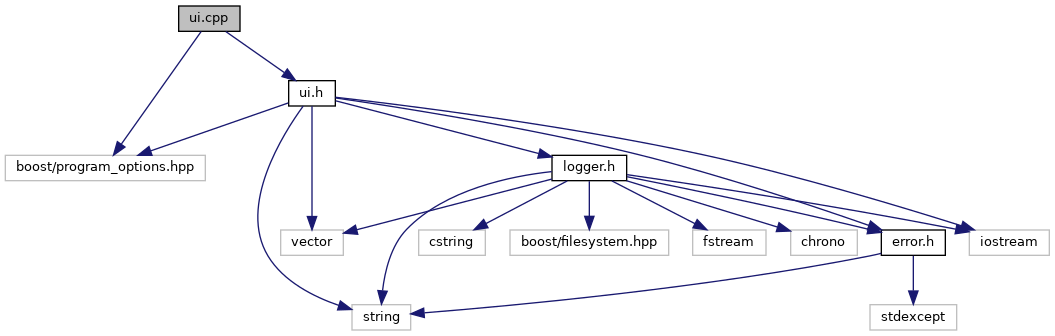 ui.cpp
ui.h
boost/program_options.hpp
logger.h
vector
cstring
boost/filesystem.hpp
fstream
chrono
error.h
iostream
string
stdexcept